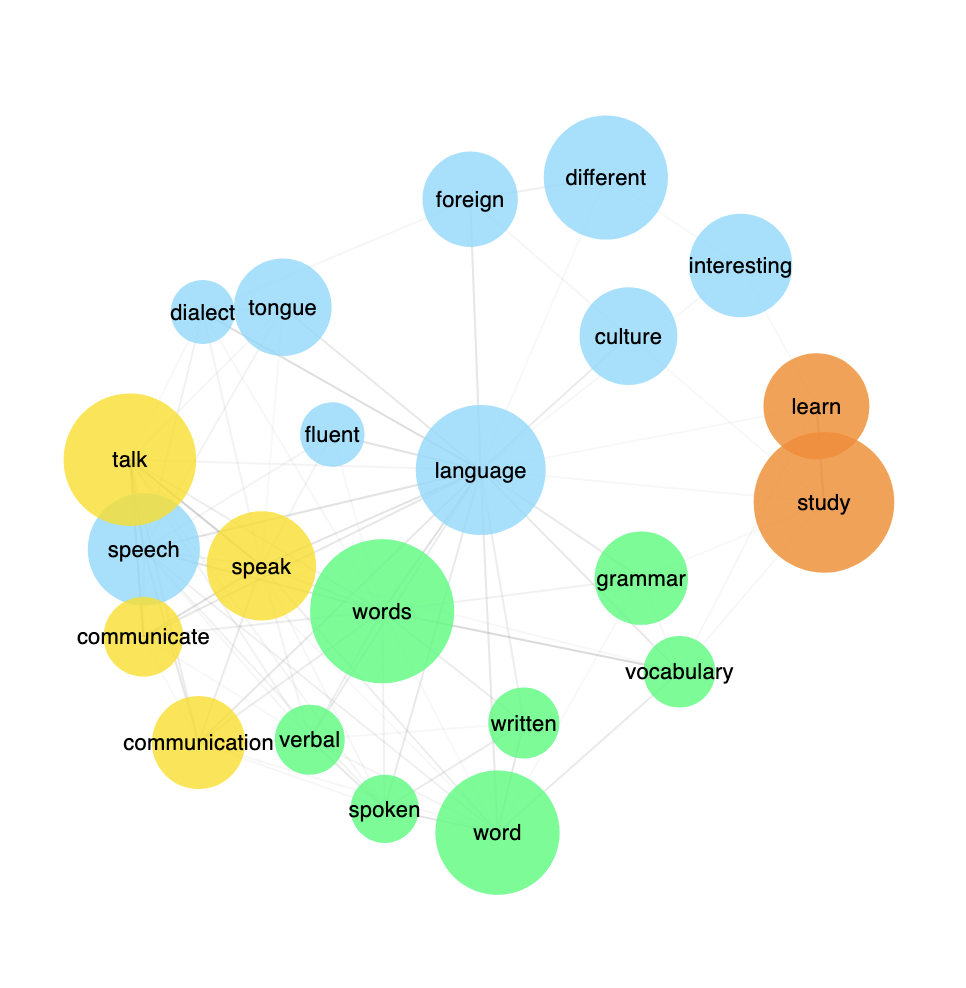 different
foreign
interesting
dialect
tongue
culture
learn
fluent
talk
language
study
speech
speak
grammar
words
communicate
vocabulary
written
verbal
communication
spoken
word